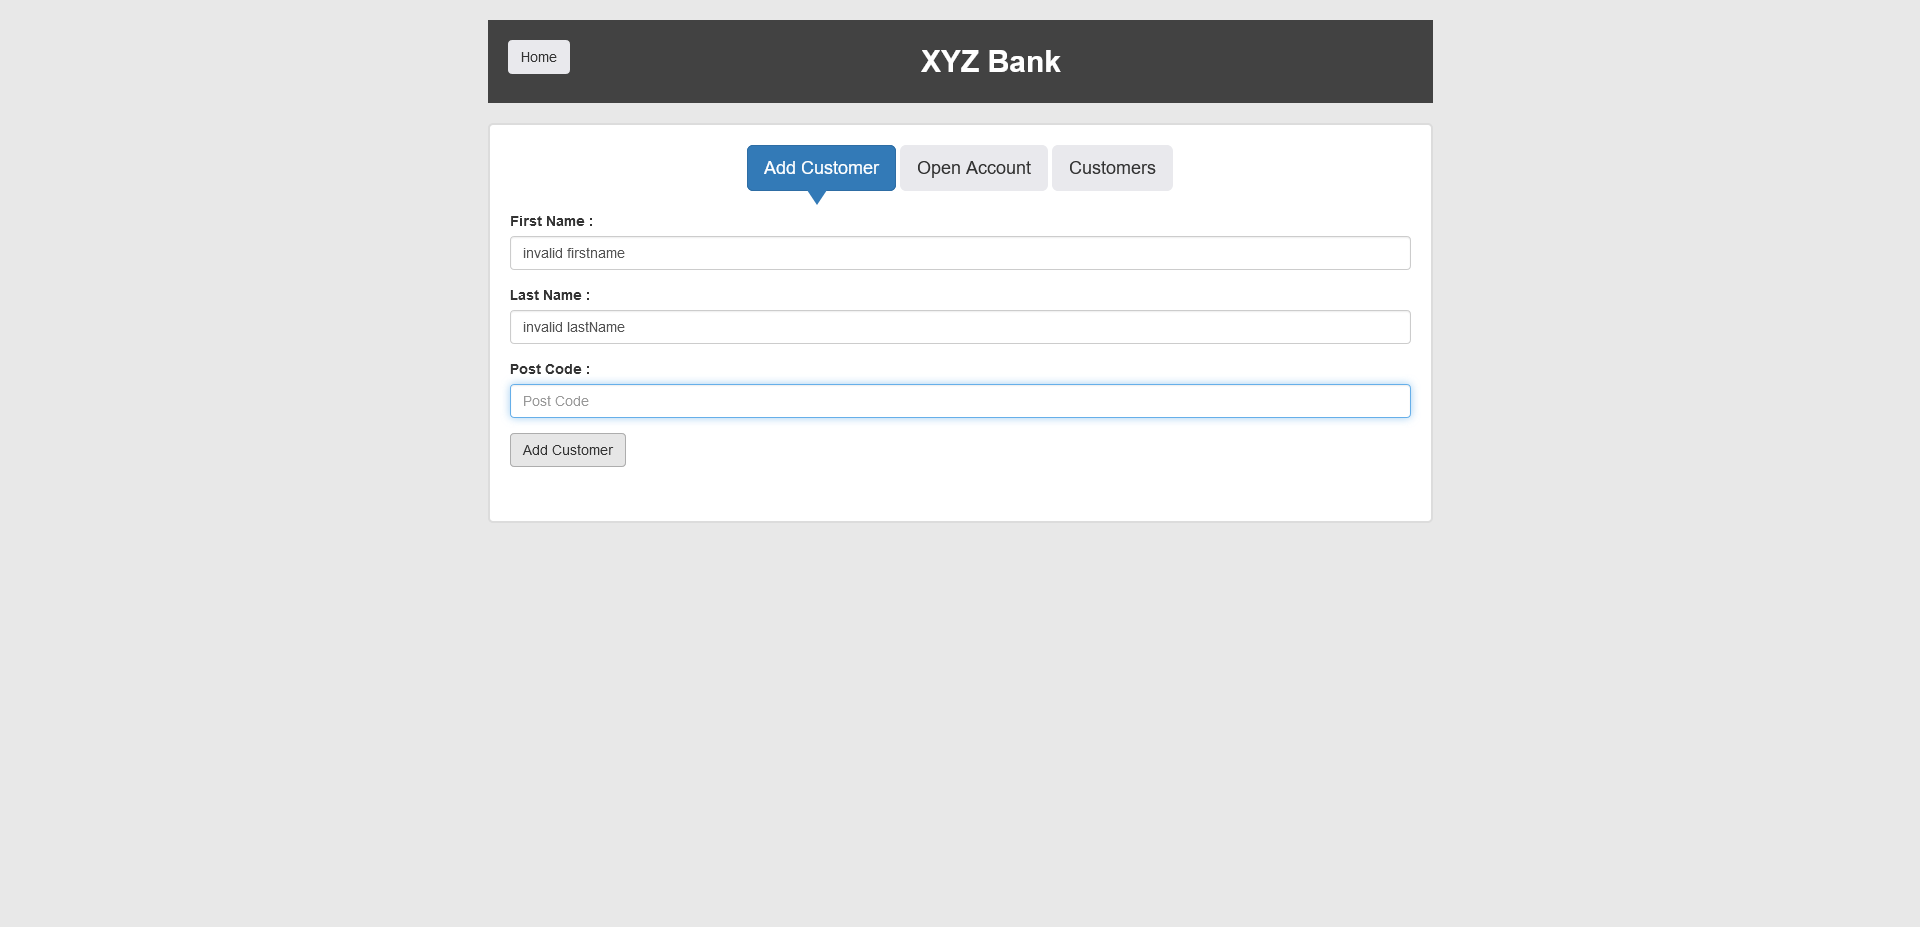 Home
XYZ Bank
Add Customer
Open Account
Customers
First Name :
invalid firstname
Last Name :
invalid lastName
Post Code :
Post Code
Add Customer